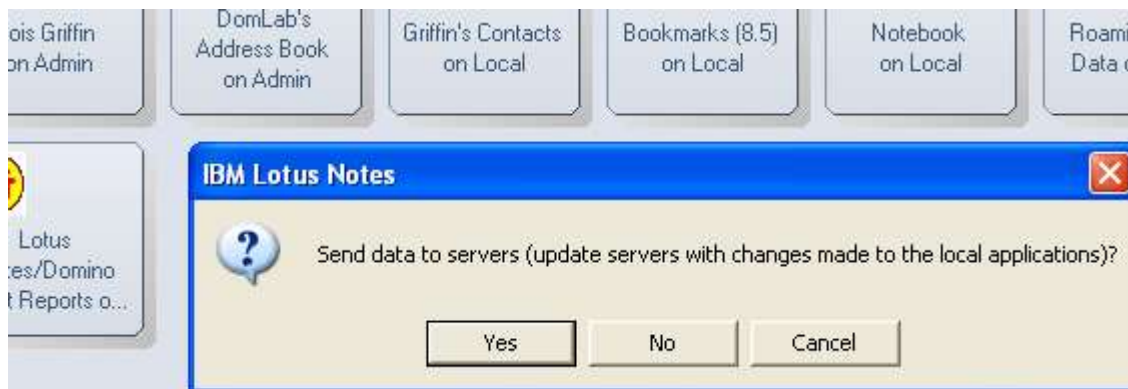 ois Griffin
on Admin
DomLab's
Address Book
on Admin
Griffin's Contacts
on Local
Bookmarks (8.5)
on Local
Notebook
on Local
Roami
Data o
Lotus
tes/Domino
t Reports o...
IBM Lotus Notes
Send data to servers (update servers with changes made to the local applications)?
Yes
No
Cancel